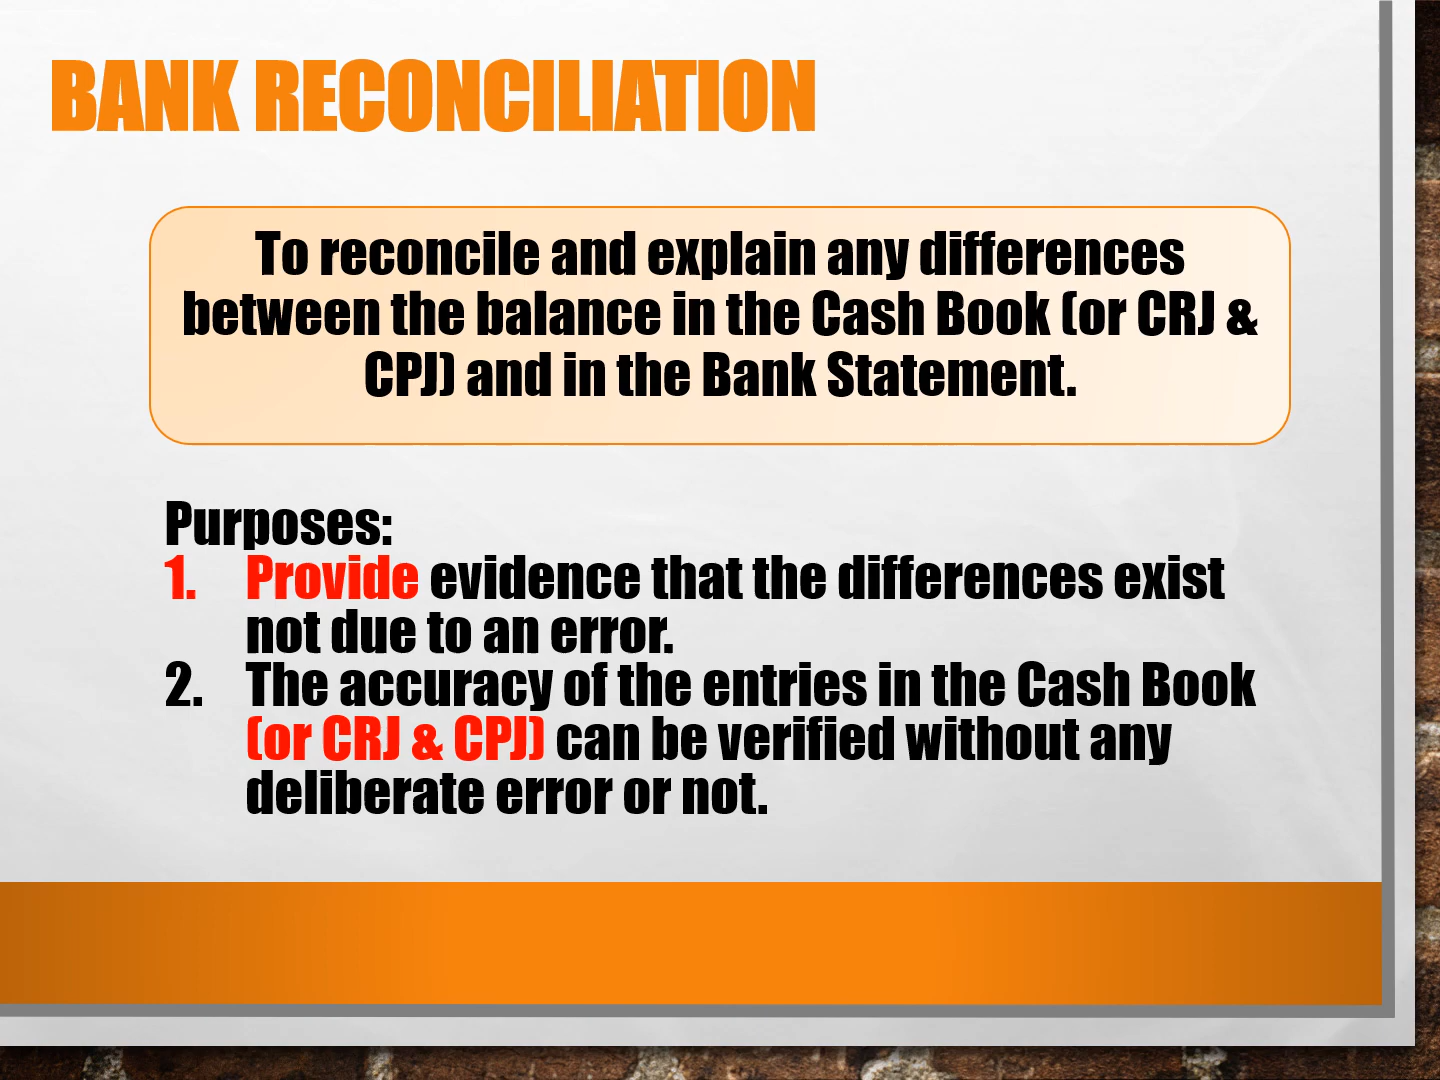 BANK RECONCILIATION
To reconcile and explain any differences
between the balance in the Cash Book (or CRJ &
CPJ) and in the Bank Statement.
Purposes:
1. Provide evidence that the differences exist
not due to an error.
2. The accuracy of the entries in the Cash Book
(or CRJ & CPJ) can be verified without any
deliberate error or not.